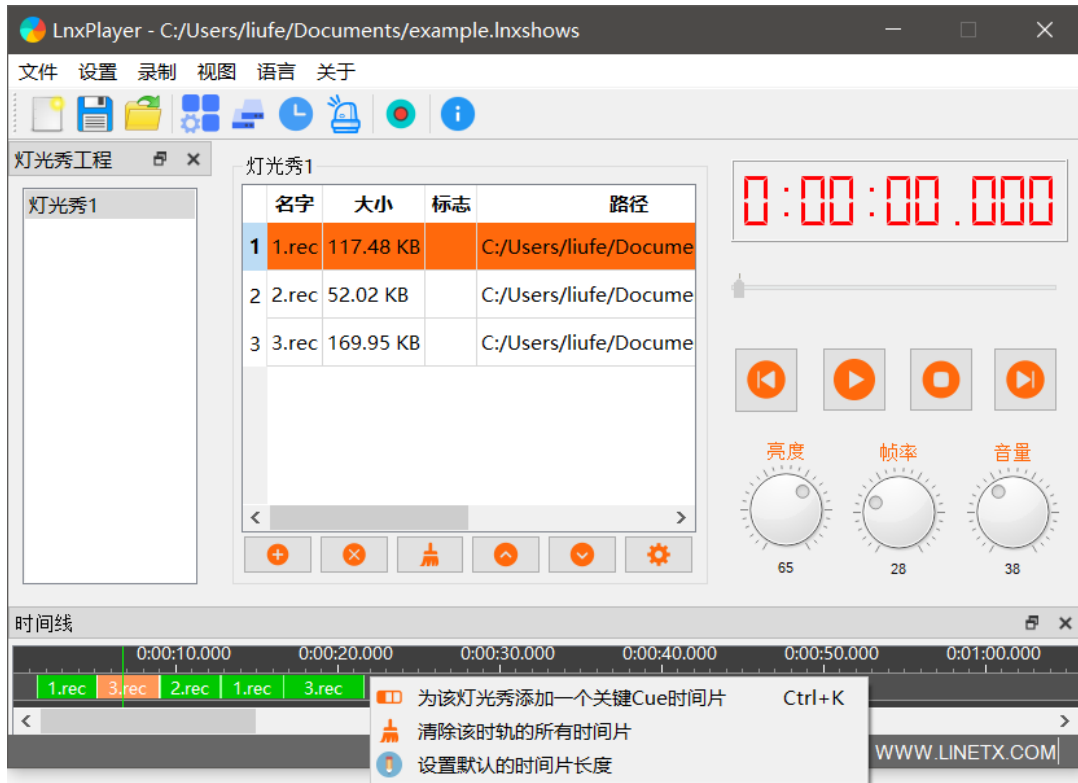 LnxPlayer - C:/Users/liufe/Documents/example.lnxshows
文件 设置 录制 视图 语言 关于
灯光秀工程
灯光秀1
灯光秀1
名字 大小 标志 路径
1 1.rec 117.48 KB C:/Users/liufe/Docume
2 2.rec 52.02 KB C:/Users/liufe/Docume
3 3.rec 169.95 KB C:/Users/liufe/Docume
0:00:00.000
亮度 帧率 音量
65 28 38
时间线
0:00:10.000 0:00:20.000 0:00:30.000 0:00:40.000 0:00:50.000 0:01:00.000
1.rec 3.rec 2.rec 1.rec 3.rec
为该灯光秀添加一个关键Cue时间片 Ctrl+K
清除该时轨的所有时间片
设置默认的时间片长度
WWW.LINETX.COM